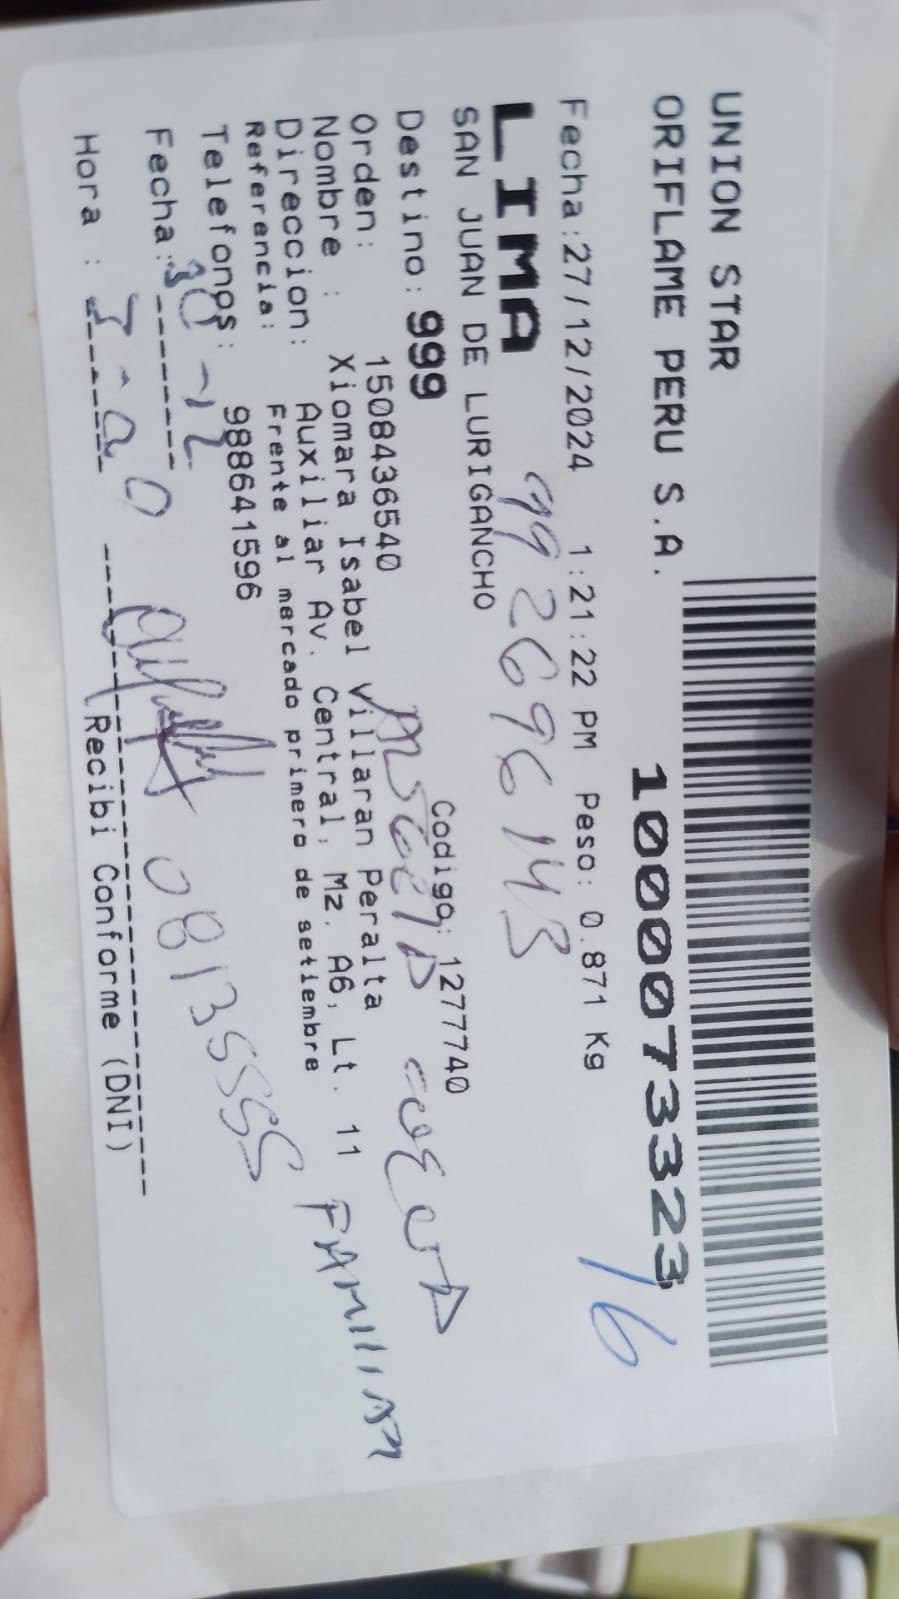 UNION STAR
ORIFLAME PERU S.A.
10000733323
16
Fecha:27/12/2024 1:21:22 PM Peso: 0.871 Kg
LIMA
992696143
SAN JUAN DE LURIGANCHO
Destino: 999 Codigo: 1277740
Orden: 1508436540
Nombre : Xiomara Isabel Villaran Peralta
Direccion: Auxiliar Av. Central, Mz. A6, Lt. 11
Referencia: Frente al mercado primero de setiembre
FAMILIAR
Telefonos: 988641596
Fecha: 30-12
08135555
Hora :
Recibi Conforme (DNI)